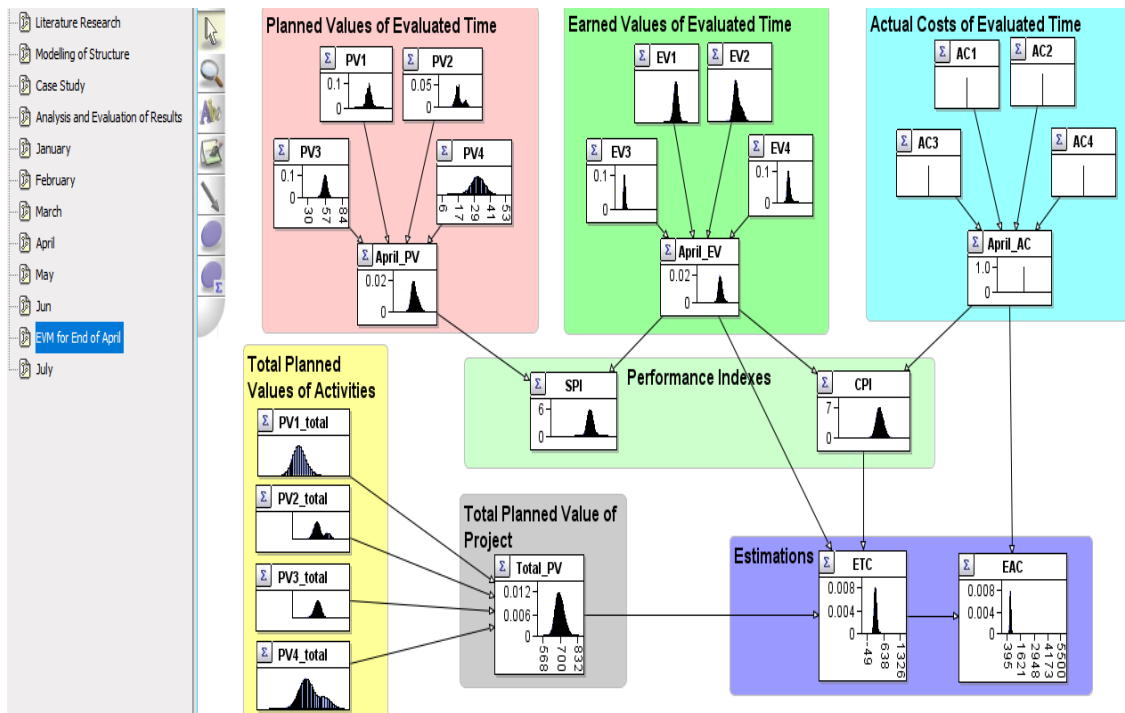 Literature Research
Modelling of Structure
Case Study
Analysis and Evaluation of Results
January
February
March
April
May
Jun
EVM for End of April
July
Abc
Σ
Planned Values of Evaluated Time
Σ PV1
0.1
0
Σ PV2
0.05
0
Σ PV3
0.1
0
30
57
84
Σ PV4
6
17
29
41
53
Σ April_PV
0.02
0
Earned Values of Evaluated Time
Σ EV1
Σ EV2
Σ EV3
0.1
0
Σ EV4
0.1
0
Σ April_EV
0.02
0
Actual Costs of Evaluated Time
Σ AC1
Σ AC2
Σ AC3
Σ AC4
Σ April_AC
1.0
0
Performance Indexes
Σ SPI
6
0
Σ CPI
7
0
Total Planned
Values of Activities
Σ PV1_total
Σ PV2_total
Σ PV3_total
Σ PV4_total
Total Planned Value of
Project
Σ Total_PV
0.012
0.006
0
568
700
832
Estimations
Σ ETC
0.008
0.004
0
-49
638
1326
Σ EAC
0.008
0.004
0
395
1621
2948
4173
5500